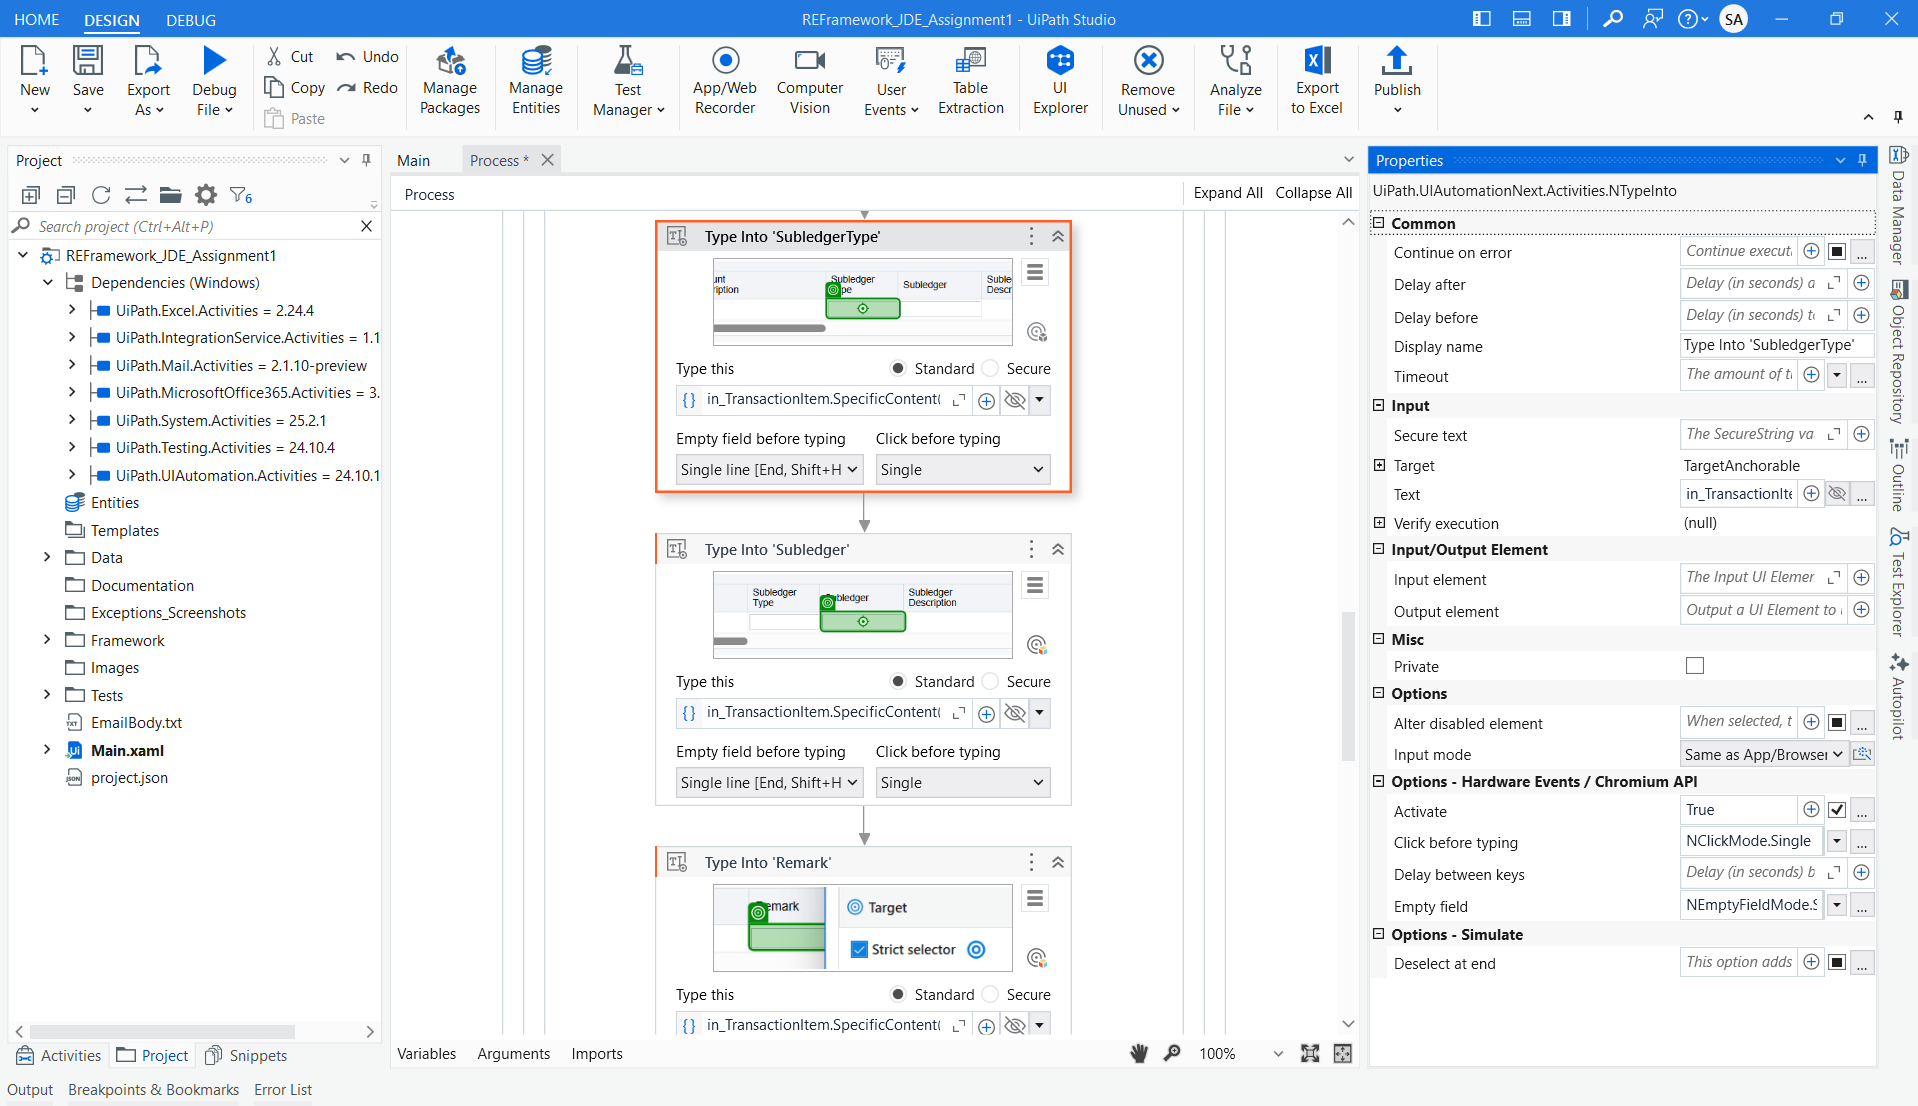 HOME DESIGN DEBUG REFramework_JDE_Assignment1 - UiPath Studio SA
New Save Export As Debug File
Cut Undo
Copy Redo
Paste
Manage Packages
Manage Entities
Test Manager
App/Web Recorder
Computer Vision
User Events
Table Extraction
UI Explorer
Remove Unused
Analyze File
Export to Excel
Publish
Project
6
Search project (Ctrl+Alt+P)
REFramework_JDE_Assignment1
Dependencies (Windows)
UiPath.Excel.Activities = 2.24.4
UiPath.IntegrationService.Activities = 1.1
UiPath.Mail.Activities = 2.1.10-preview
UiPath.MicrosoftOffice365.Activities = 3.
UiPath.System.Activities = 25.2.1
UiPath.Testing.Activities = 24.10.4
UiPath.UIAutomation.Activities = 24.10.1
Entities
Templates
Data
Documentation
Exceptions_Screenshots
Framework
Images
Tests
EmailBody.txt
Main.xaml
project.json
Activities Project Snippets
Output Breakpoints & Bookmarks Error List
Main Process *
Process Expand All Collapse All
Type Into 'SubledgerType'
Subledger
Subledger
Type this Standard Secure
{ } in_TransactionItem.SpecificContent(
Empty field before typing Click before typing
Single line [End, Shift+H Single
Type Into 'Subledger'
Subledger Type
Subledger Description
Type this Standard Secure
{ } in_TransactionItem.SpecificContent(
Empty field before typing Click before typing
Single line [End, Shift+H Single
Type Into 'Remark'
Target
Strict selector
Type this Standard Secure
{ } in_TransactionItem.SpecificContent(
Variables Arguments Imports 100%
Properties
UiPath.UIAutomationNext.Activities.NTypeInto
Common
Continue on error Continue execut
Delay after Delay (in seconds) a
Delay before Delay (in seconds) t
Display name Type Into 'SubledgerType'
Timeout The amount of t
Input
Secure text The SecureString va
Target TargetAnchorable
Text in_TransactionIte
Verify execution (null)
Input/Output Element
Input element The Input UI Elemer
Output element Output a UI Element to
Misc
Private
Options
Alter disabled element When selected, t
Input mode Same as App/Browser
Options - Hardware Events / Chromium API
Activate True
Click before typing NClickMode.Single
Delay between keys Delay (in seconds) b
Empty field NEmptyFieldMode.S
Options - Simulate
Deselect at end This option adds
Data Manager
Object Repository
Outline
Test Explorer
Autopilot